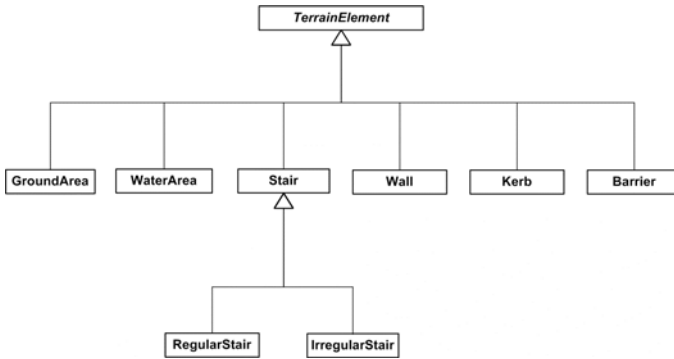 TerrainElement
GroundArea WaterArea Stair Wall Kerb Barrier
RegularStair IrregularStair